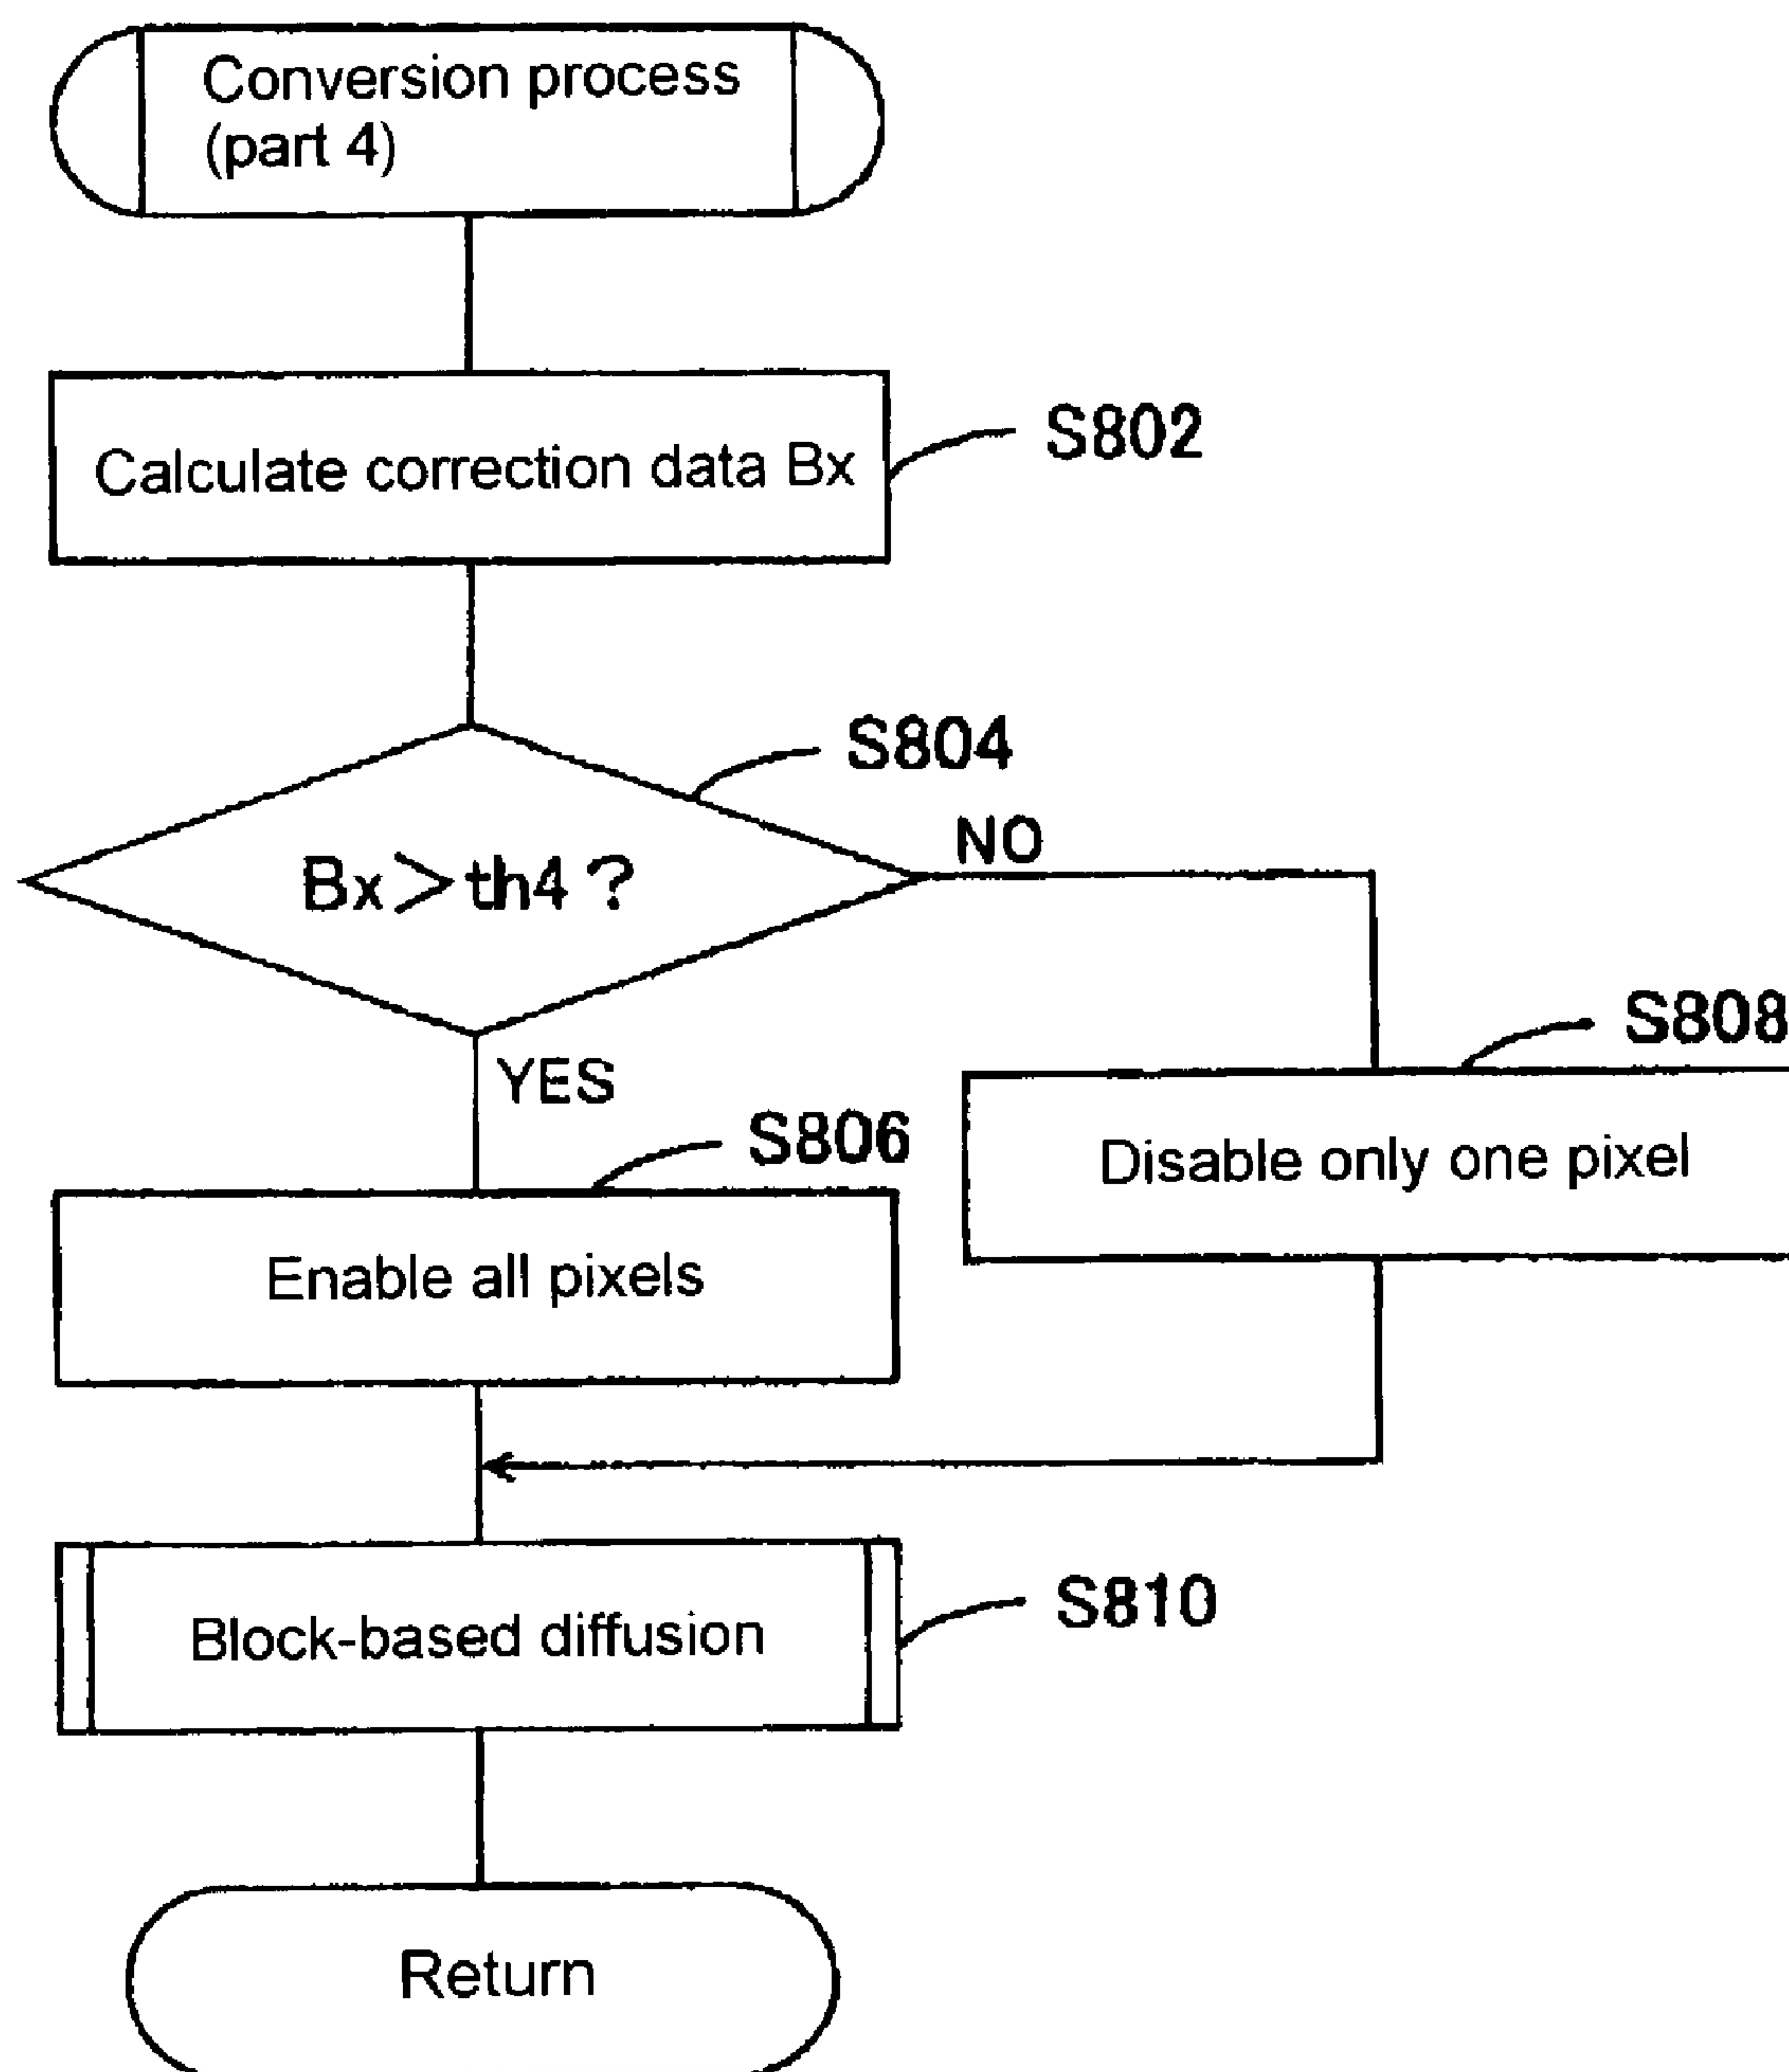 Conversion process
(part 4)
Calculate correction data Bx
S802
S804
Bx>th4?
NO
YES
S808
Disable only one pixel
S806
Enable all pixels
Block-based diffusion
S810
Return